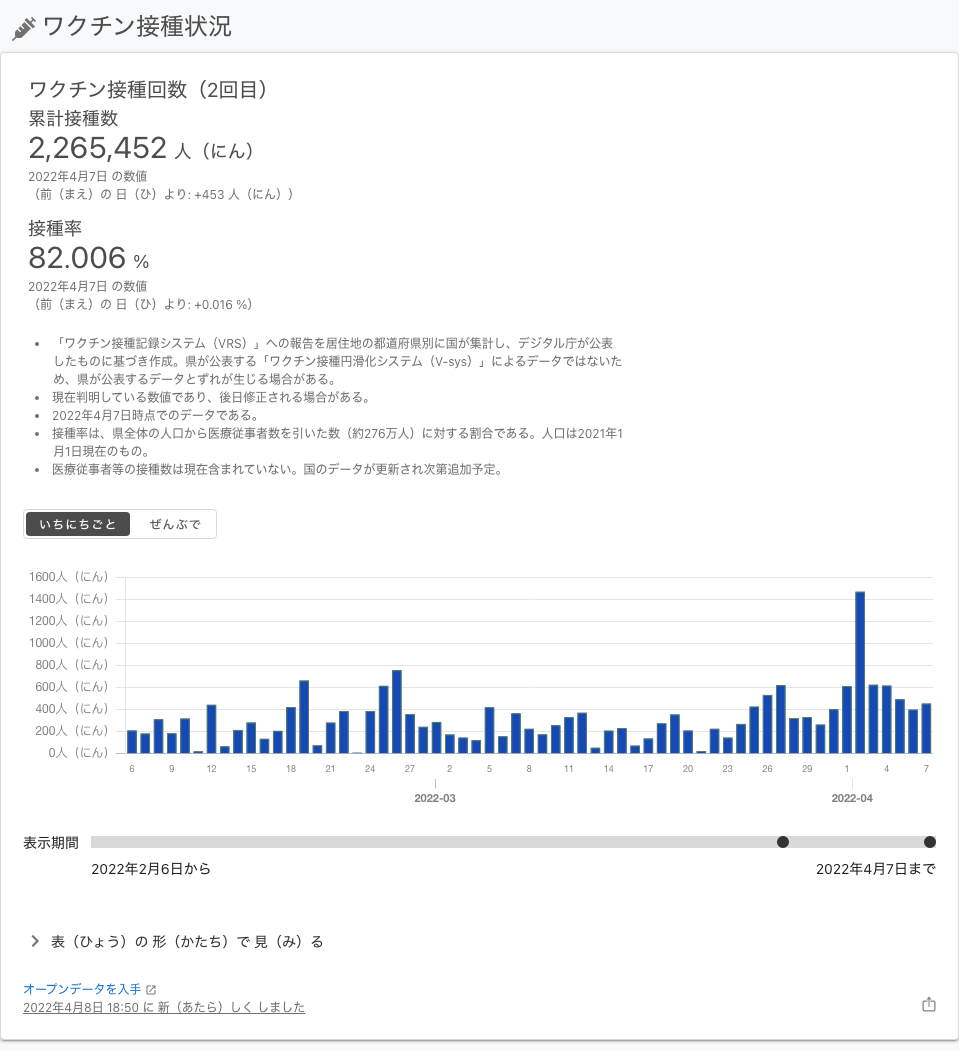 ワクチン接種状況
ワクチン接種回数（2回目）
累計接種数
2,265,452 人（にん）
2022年4月7日 の数値
（前（まえ）の 日（ひ）より: +453 人（にん））
接種率
82.006 %
2022年4月7日 の数値
（前（まえ）の 日（ひ）より: +0.016 %）
• 「ワクチン接種記録システム（VRS）」への報告を居住地の都道府県別に国が集計し、デジタル庁が公表
したものに基づき作成。県が公表する「ワクチン接種円滑化システム（V-sys）」によるデータではないた
め、県が公表するデータとずれが生じる場合がある。
• 現在判明している数値であり、後日修正される場合がある。
• 2022年4月7日時点でのデータである。
• 接種率は、県全体の人口から医療従事者数を引いた数（約276万人）に対する割合である。人口は2021年1
月1日現在のもの。
• 医療従事者等の接種数は現在含まれていない。国のデータが更新され次第追加予定。
いちにちごと ぜんぶで
1600人（にん）
1400人（にん）
1200人（にん）
1000人（にん）
800人（にん）
600人（にん）
400人（にん）
200人（にん）
0人（にん）
6 9 12 15 18 21 24 27 2 5 8 11 14 17 20 23 26 29 1 4 7
2022-03 2022-04
表示期間
2022年2月6日から 2022年4月7日まで
表（ひょう）の 形（かたち）で 見（み）る
オープンデータを入手
2022年4月8日 18:50 に 新（あたら）しく しました